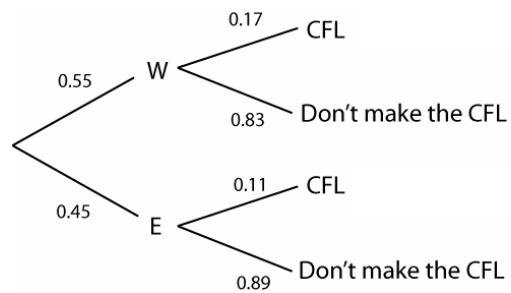 0.17
CFL
W
0.55
0.83
Don't make the CFL
0.11
CFL
0.45
E
0.89
Don't make the CFL